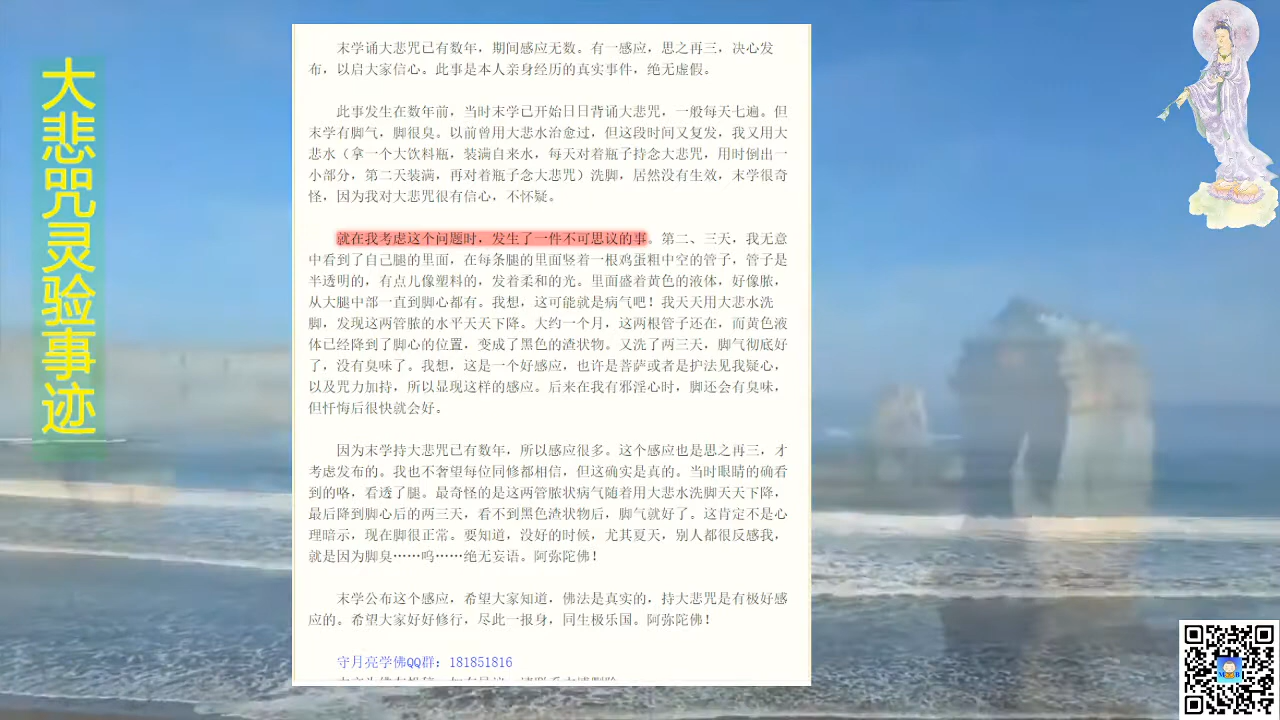 大悲咒灵验事迹
末学诵大悲咒已有数年，期间感应无数。有一感应，思之再三，决心发
布，以启大家信心。此事是本人亲身经历的真实事件，绝无虚假。
此事发生在数年前，当时末学已开始日日背诵大悲咒，一般每天七遍。但
末学有脚气，脚很臭。以前曾用大悲水治愈过，但这段时间又复发，我又用大
悲水（拿一个大饮料瓶，装满自来水，每天对着瓶子持念大悲咒，用时倒出一
小部分，第二天装满，再对着瓶子念大悲咒）洗脚，居然没有生效，末学很奇
怪，因为我对大悲咒很有信心，不怀疑。
就在我考虑这个问题时，发生了一件不可思议的事。第二、三天，我无意
中看到了自己腿的里面，在每条腿的里面竖着一根鸡蛋粗中空的管子，管子是
半透明的，有点儿像塑料的，发着柔和的光。里面盛着黄色的液体，好像脓，
从大腿中部一直到脚心都有。我想，这可能就是病气吧！我天天用大悲水洗
脚，发现这两管脓的水平天天下降。大约一个月，这两根管子还在，而黄色液
体已经降到了脚心的位置，变成了黑色的渣状物。又洗了两三天，脚气彻底好
了，没有臭味了。我想，这是一个好感应，也许是菩萨或者是护法见我疑心，
以及咒力加持，所以显现这样的感应。后来在我有邪淫心时，脚还会有臭味，
但忏悔后很快就会好。
因为末学持大悲咒已有数年，所以感应很多。这个感应也是思之再三，才
考虑发布的。我也不奢望每位同修都相信，但这确实是真的。当时眼睛的确看
到的咯，看透了腿。最奇怪的是这两管脓状病气随着用大悲水洗脚天天下降，
最后降到脚心后的两三天，看不到黑色渣状物后，脚气就好了。这肯定不是心
理暗示，现在脚很正常。要知道，没好的时候，尤其夏天，别人都很反感我，
就是因为脚臭……呜……绝无妄语。阿弥陀佛！
末学公布这个感应，希望大家知道，佛法是真实的，持大悲咒是有极好感
应的。希望大家好好修行，尽此一报身，同生极乐国。阿弥陀佛！
守月亮学佛QQ群：181851816